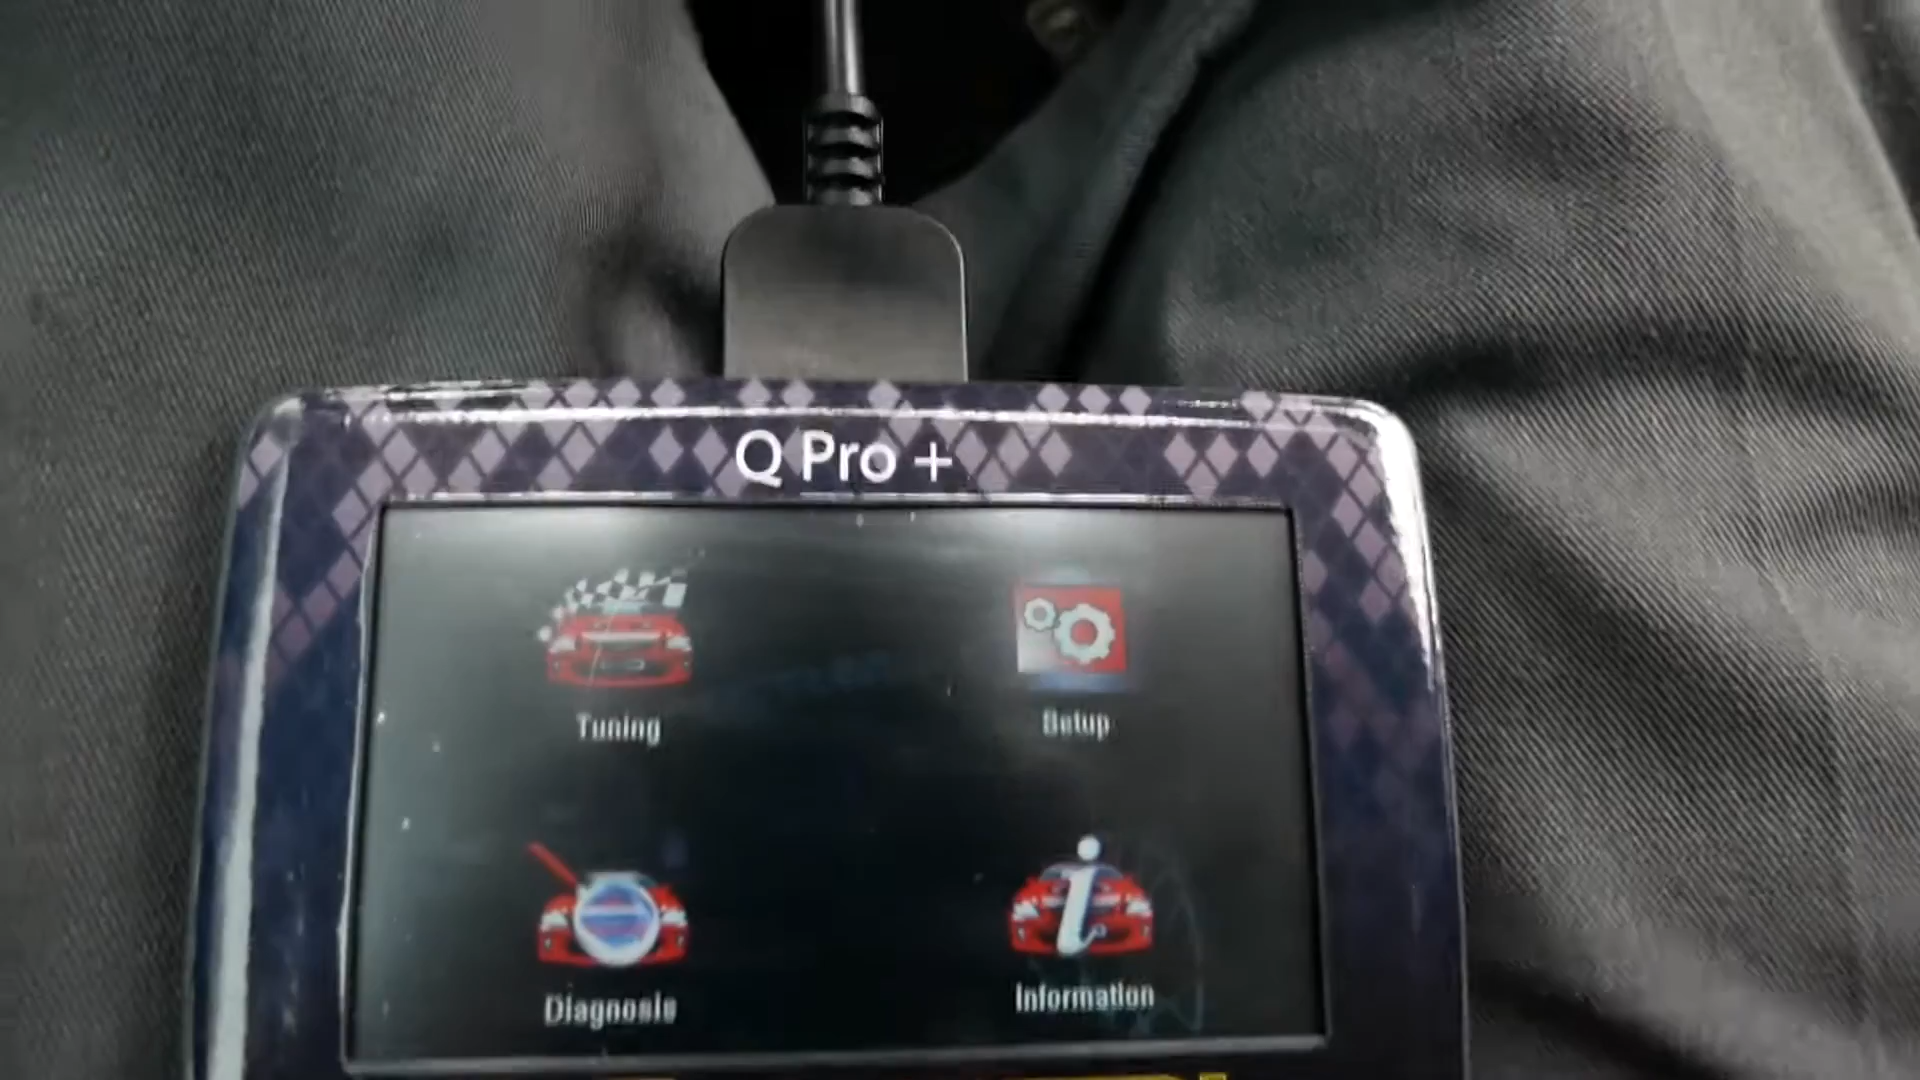 Q Pro +
Tuning
Setup
Diagnosis
Information